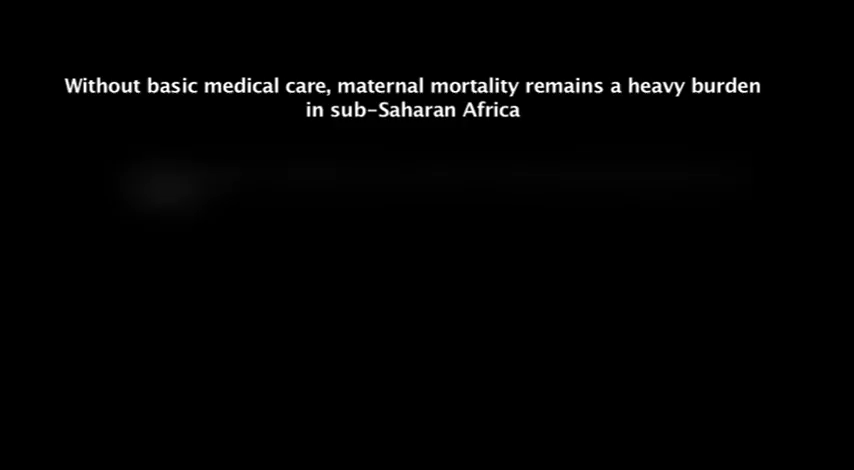 Without basic medical care, maternal mortality remains a heavy burden
in sub-Saharan Africa